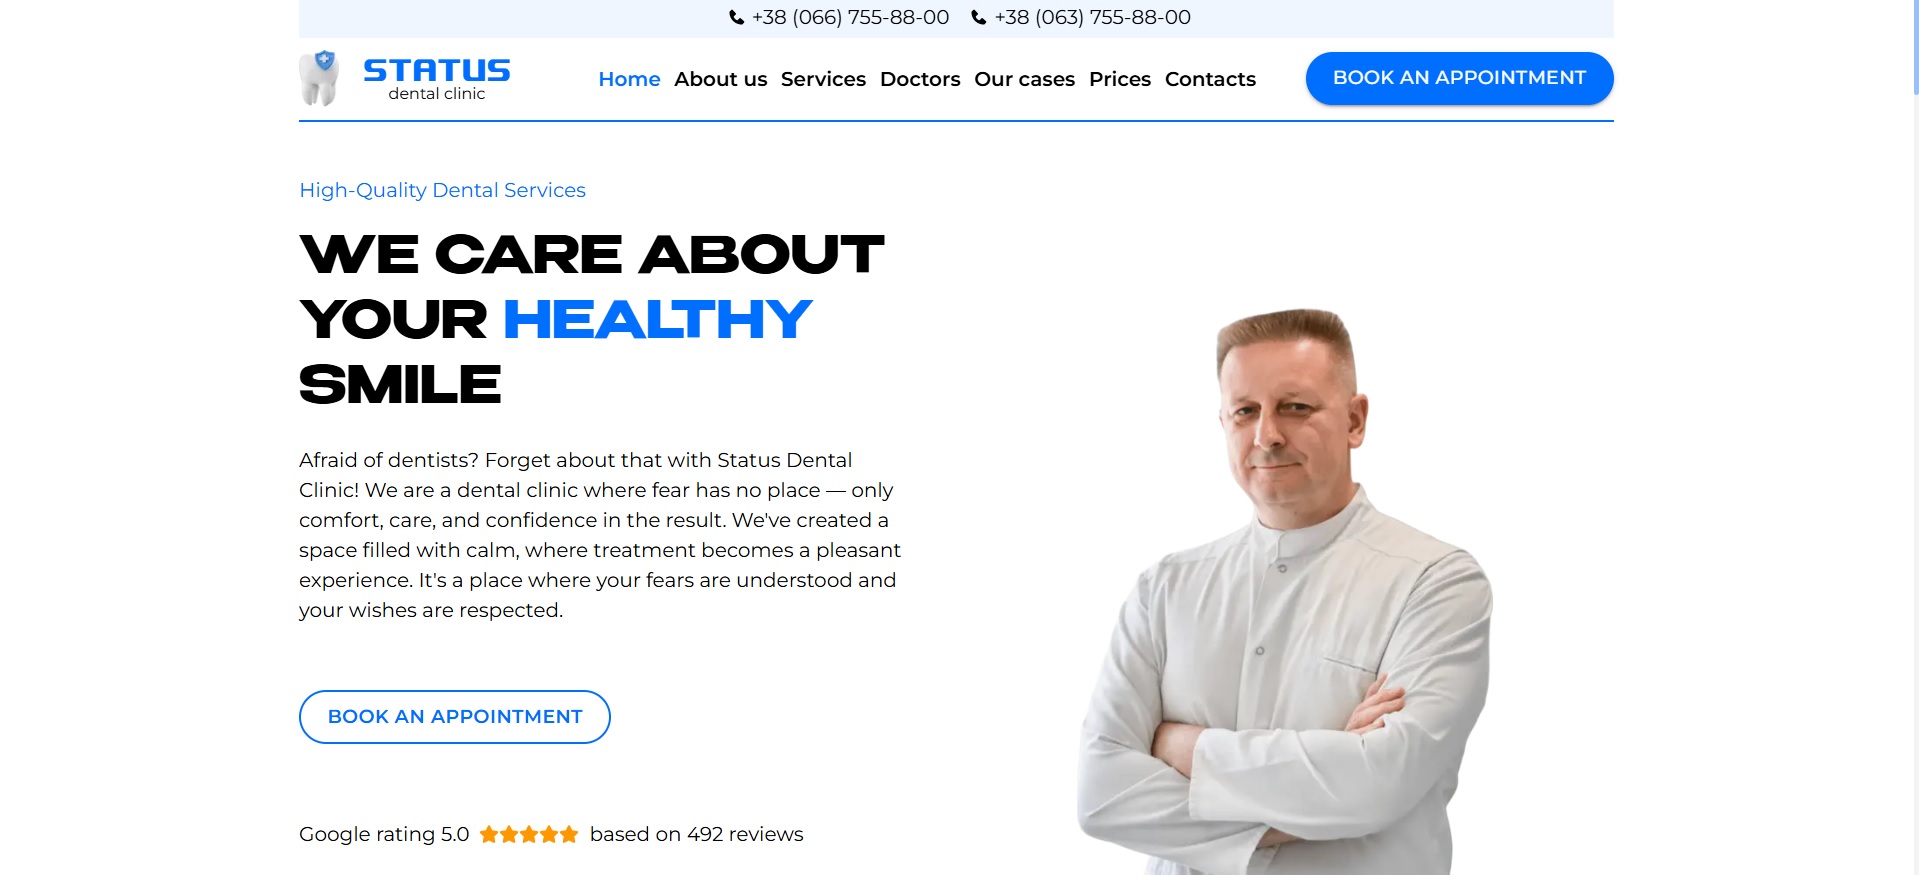 +38 (066) 755-88-00 +38 (063) 755-88-00
STATUS
dental clinic
Home About us Services Doctors Our cases Prices Contacts
BOOK AN APPOINTMENT
High-Quality Dental Services
WE CARE ABOUT
YOUR HEALTHY
SMILE
Afraid of dentists? Forget about that with Status Dental
Clinic! We are a dental clinic where fear has no place — only
comfort, care, and confidence in the result. We've created a
space filled with calm, where treatment becomes a pleasant
experience. It's a place where your fears are understood and
your wishes are respected.
BOOK AN APPOINTMENT
Google rating 5.0 based on 492 reviews